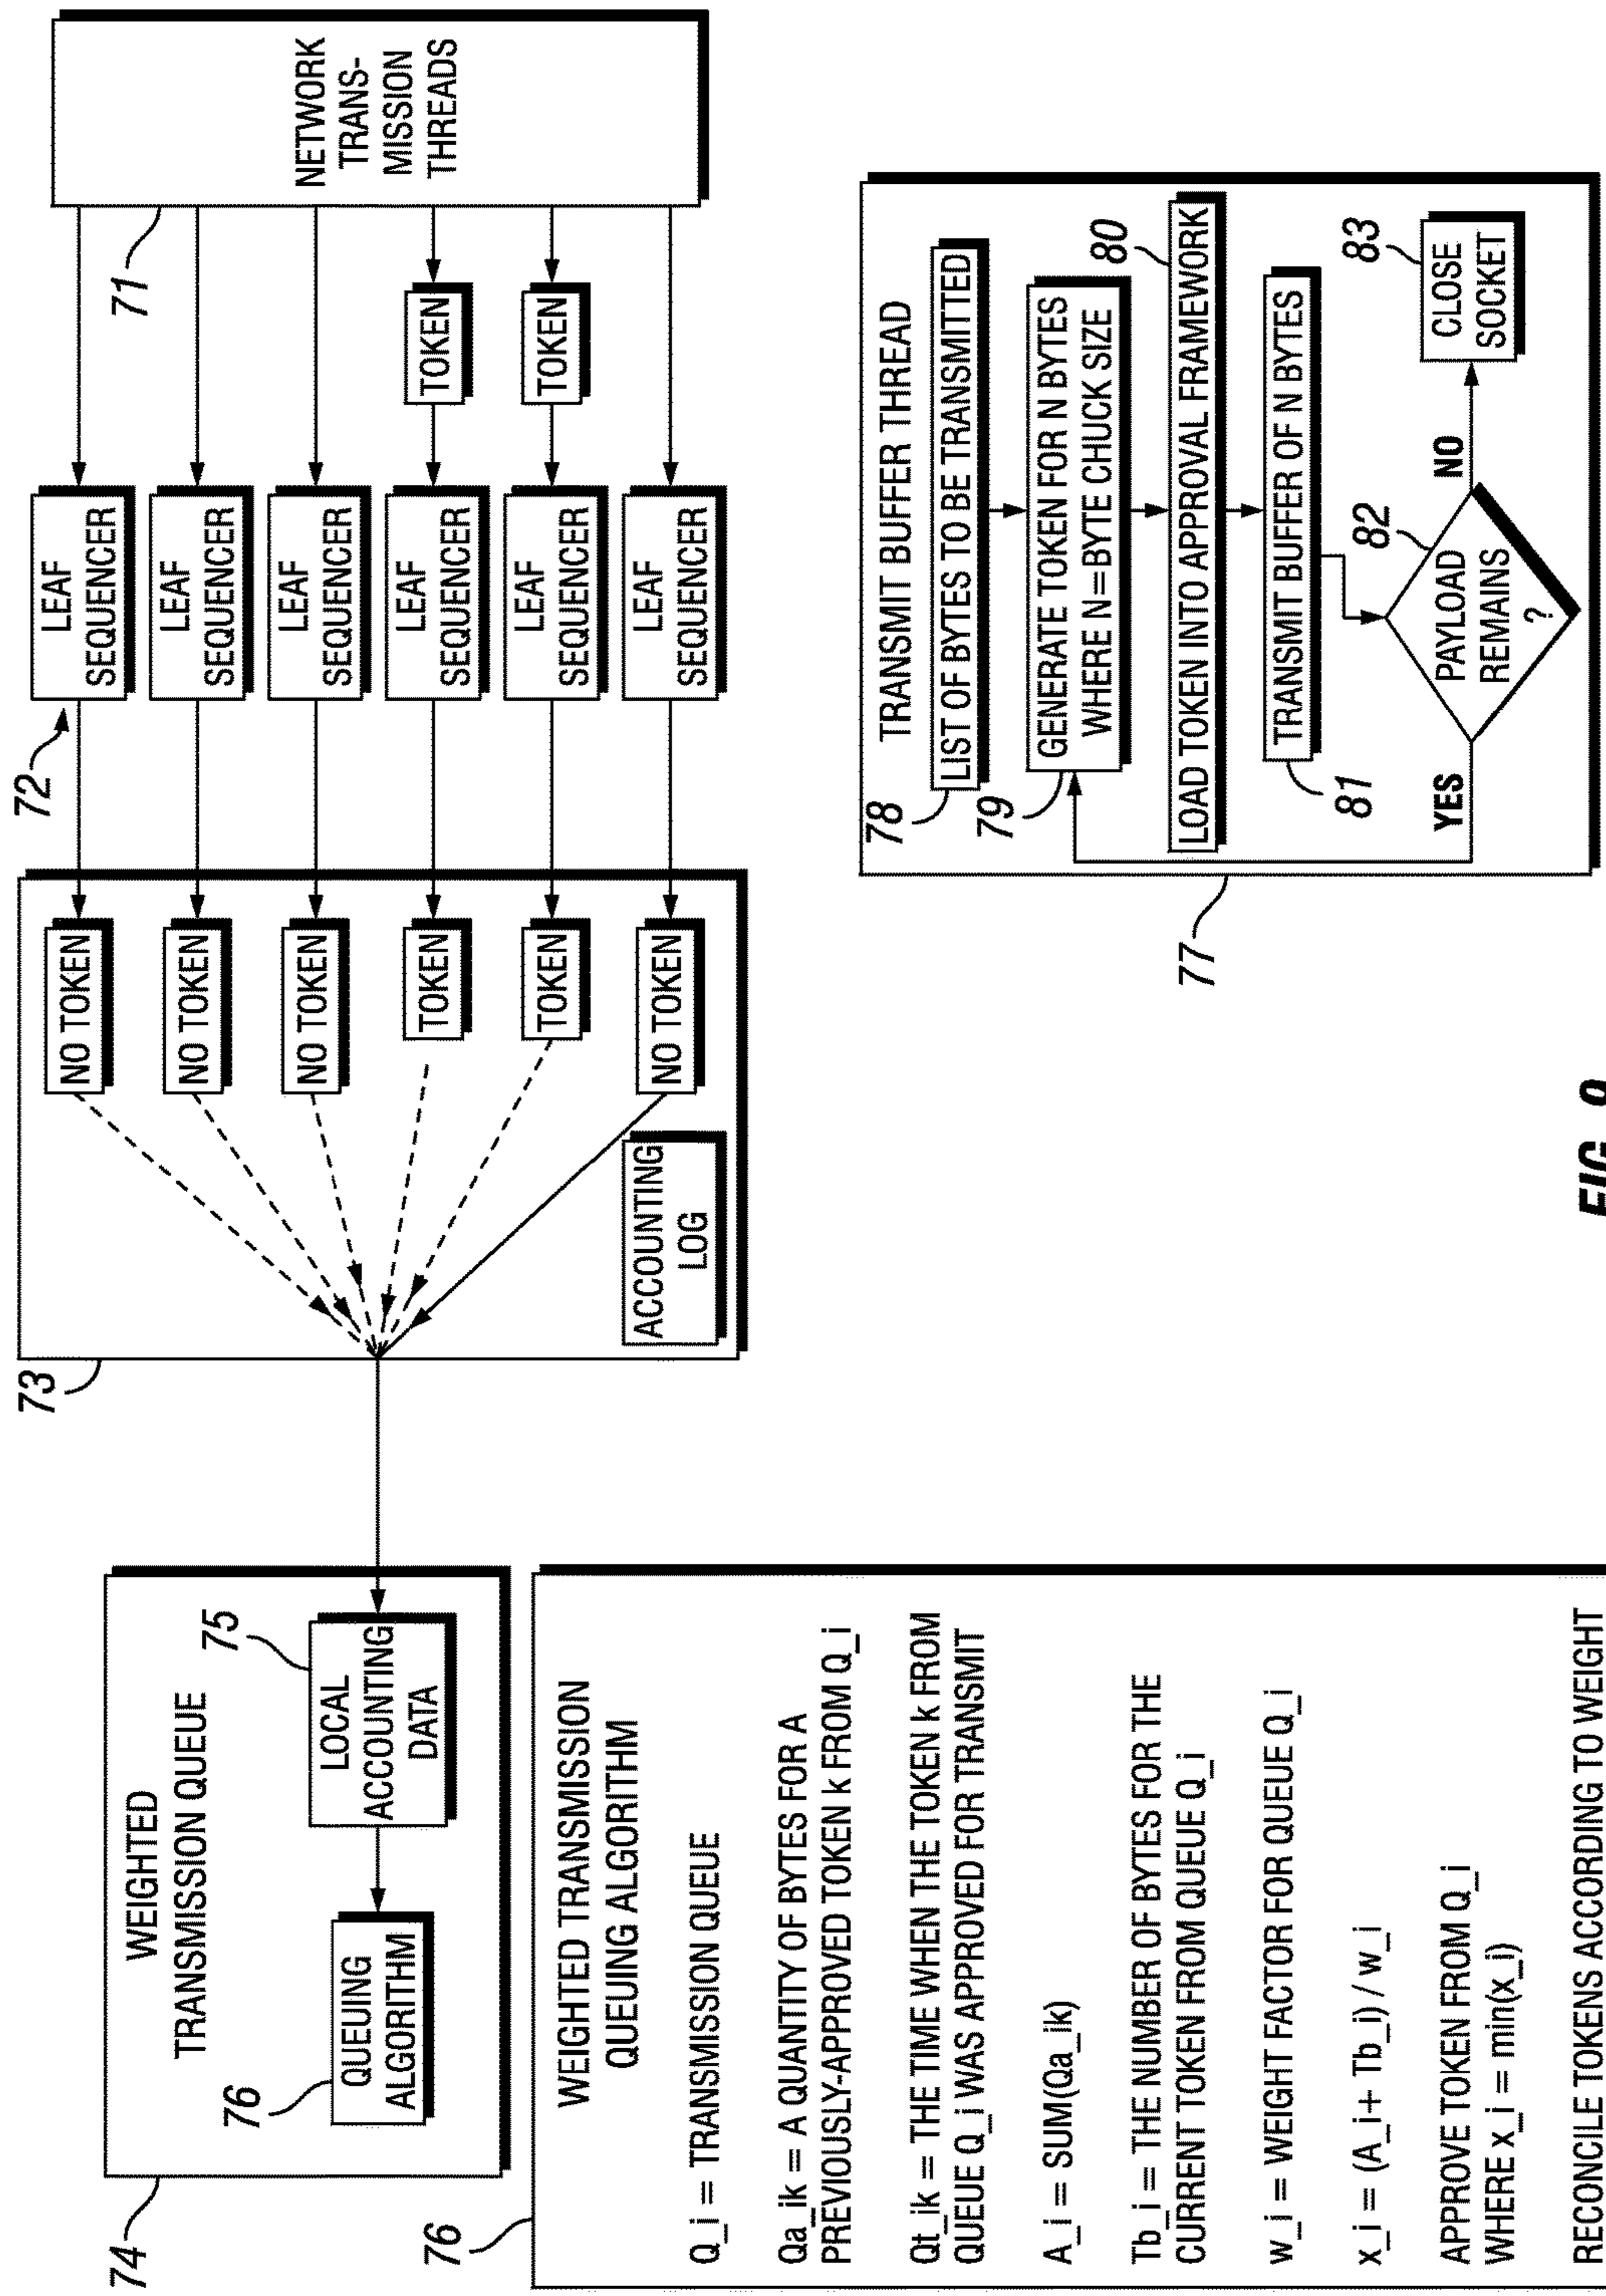 74
WEIGHTED
TRANSMISSION QUEUE
76
QUEUING
ALGORITHM
75
LOCAL
ACCOUNTING
DATA
73
NO TOKEN
NO TOKEN
NO TOKEN
TOKEN
TOKEN
NO TOKEN
ACCOUNTING
LOG
72
LEAF
SEQUENCER
LEAF
SEQUENCER
LEAF
SEQUENCER
LEAF
SEQUENCER
LEAF
SEQUENCER
LEAF
SEQUENCER
TOKEN
TOKEN
71
NETWORK
TRANS-
MISSION
THREADS
76
WEIGHTED TRANSMISSION
QUEUING ALGORITHM
Q_i = TRANSMISSION QUEUE
Qa_ik = A QUANTITY OF BYTES FOR A
PREVIOUSLY-APPROVED TOKEN k FROM Q_i
Qt_ik = THE TIME WHEN THE TOKEN k FROM
QUEUE Q_i WAS APPROVED FOR TRANSMIT
A_i = SUM(Qa_ik)
Tb_i = THE NUMBER OF BYTES FOR THE
CURRENT TOKEN FROM QUEUE Q_i
w_i = WEIGHT FACTOR FOR QUEUE Q_i
x_i = (A_i+ Tb_i) / w_i
APPROVE TOKEN FROM Q_i
WHERE x_i = min(x_i)
RECONCILE TOKENS ACCORDING TO WEIGHT
77
TRANSMIT BUFFER THREAD
78
LIST OF BYTES TO BE TRANSMITTED
79
GENERATE TOKEN FOR N BYTES
WHERE N=BYTE CHUCK SIZE
80
LOAD TOKEN INTO APPROVAL FRAMEWORK
81
TRANSMIT BUFFER OF N BYTES
82
PAYLOAD
REMAINS
?
YES
NO
83
CLOSE
SOCKET
FIG.